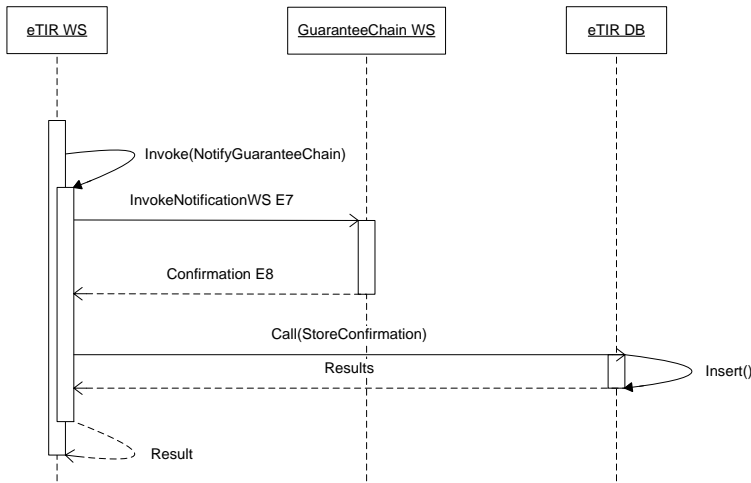 eTIR WS
GuaranteeChain WS
eTIR DB
Invoke(NotifyGuaranteeChain)
InvokeNotificationWS E7
Confirmation E8
Call(StoreConfirmation)
Results
Insert()
Result